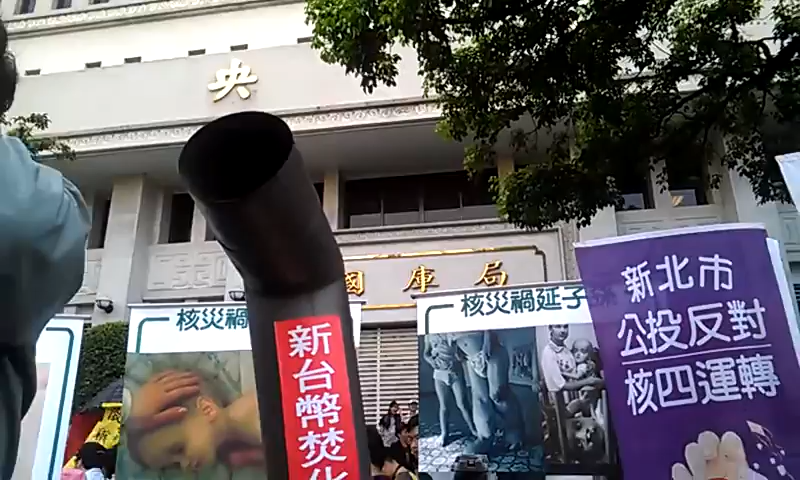 央
國庫局
核災禍
核災禍延子孫
新台幣焚化
新北市
公投反對
核四運轉